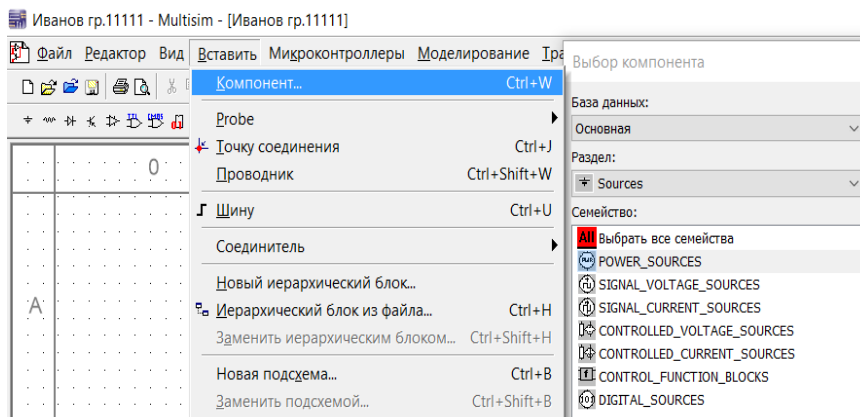 Иванов гр.11111 - Multisim - [Иванов гр.11111]
Файл Редактор Вид Вставить Микроконтроллеры Моделирование Тра
Компонент... Ctrl+W
Probe
Точку соединения Ctrl+J
Проводник Ctrl+Shift+W
Шину Ctrl+U
Соединитель
Новый иерархический блок...
Иерархический блок из файла... Ctrl+H
Заменить иерархическим блоком... Ctrl+Shift+H
Новая подсхема... Ctrl+B
Заменить подсхемой... Ctrl+Shift+B
0
A
Выбор компонента
База данных:
Основная
Раздел:
Sources
Семейство:
All Выбрать все семейства
POWER_SOURCES
SIGNAL_VOLTAGE_SOURCES
SIGNAL_CURRENT_SOURCES
CONTROLLED_VOLTAGE_SOURCES
CONTROLLED_CURRENT_SOURCES
CONTROL_FUNCTION_BLOCKS
DIGITAL_SOURCES